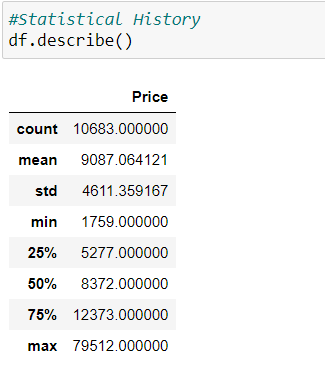 #Statistical History
df.describe()
Price
count 10683.000000
mean 9087.064121
std 4611.359167
min 1759.000000
25% 5277.000000
50% 8372.000000
75% 12373.000000
max 79512.000000